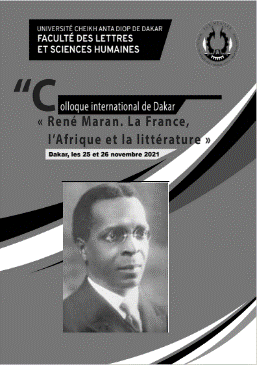 UNIVERSITÉ CHEIKH ANTA DIOP DE DAKAR
FACULTÉ DES LETTRES
ET SCIENCES HUMAINES
“Colloque international de Dakar
« René Maran. La France,
l’Afrique et la littérature »
Dakar, les 25 et 26 novembre 2021